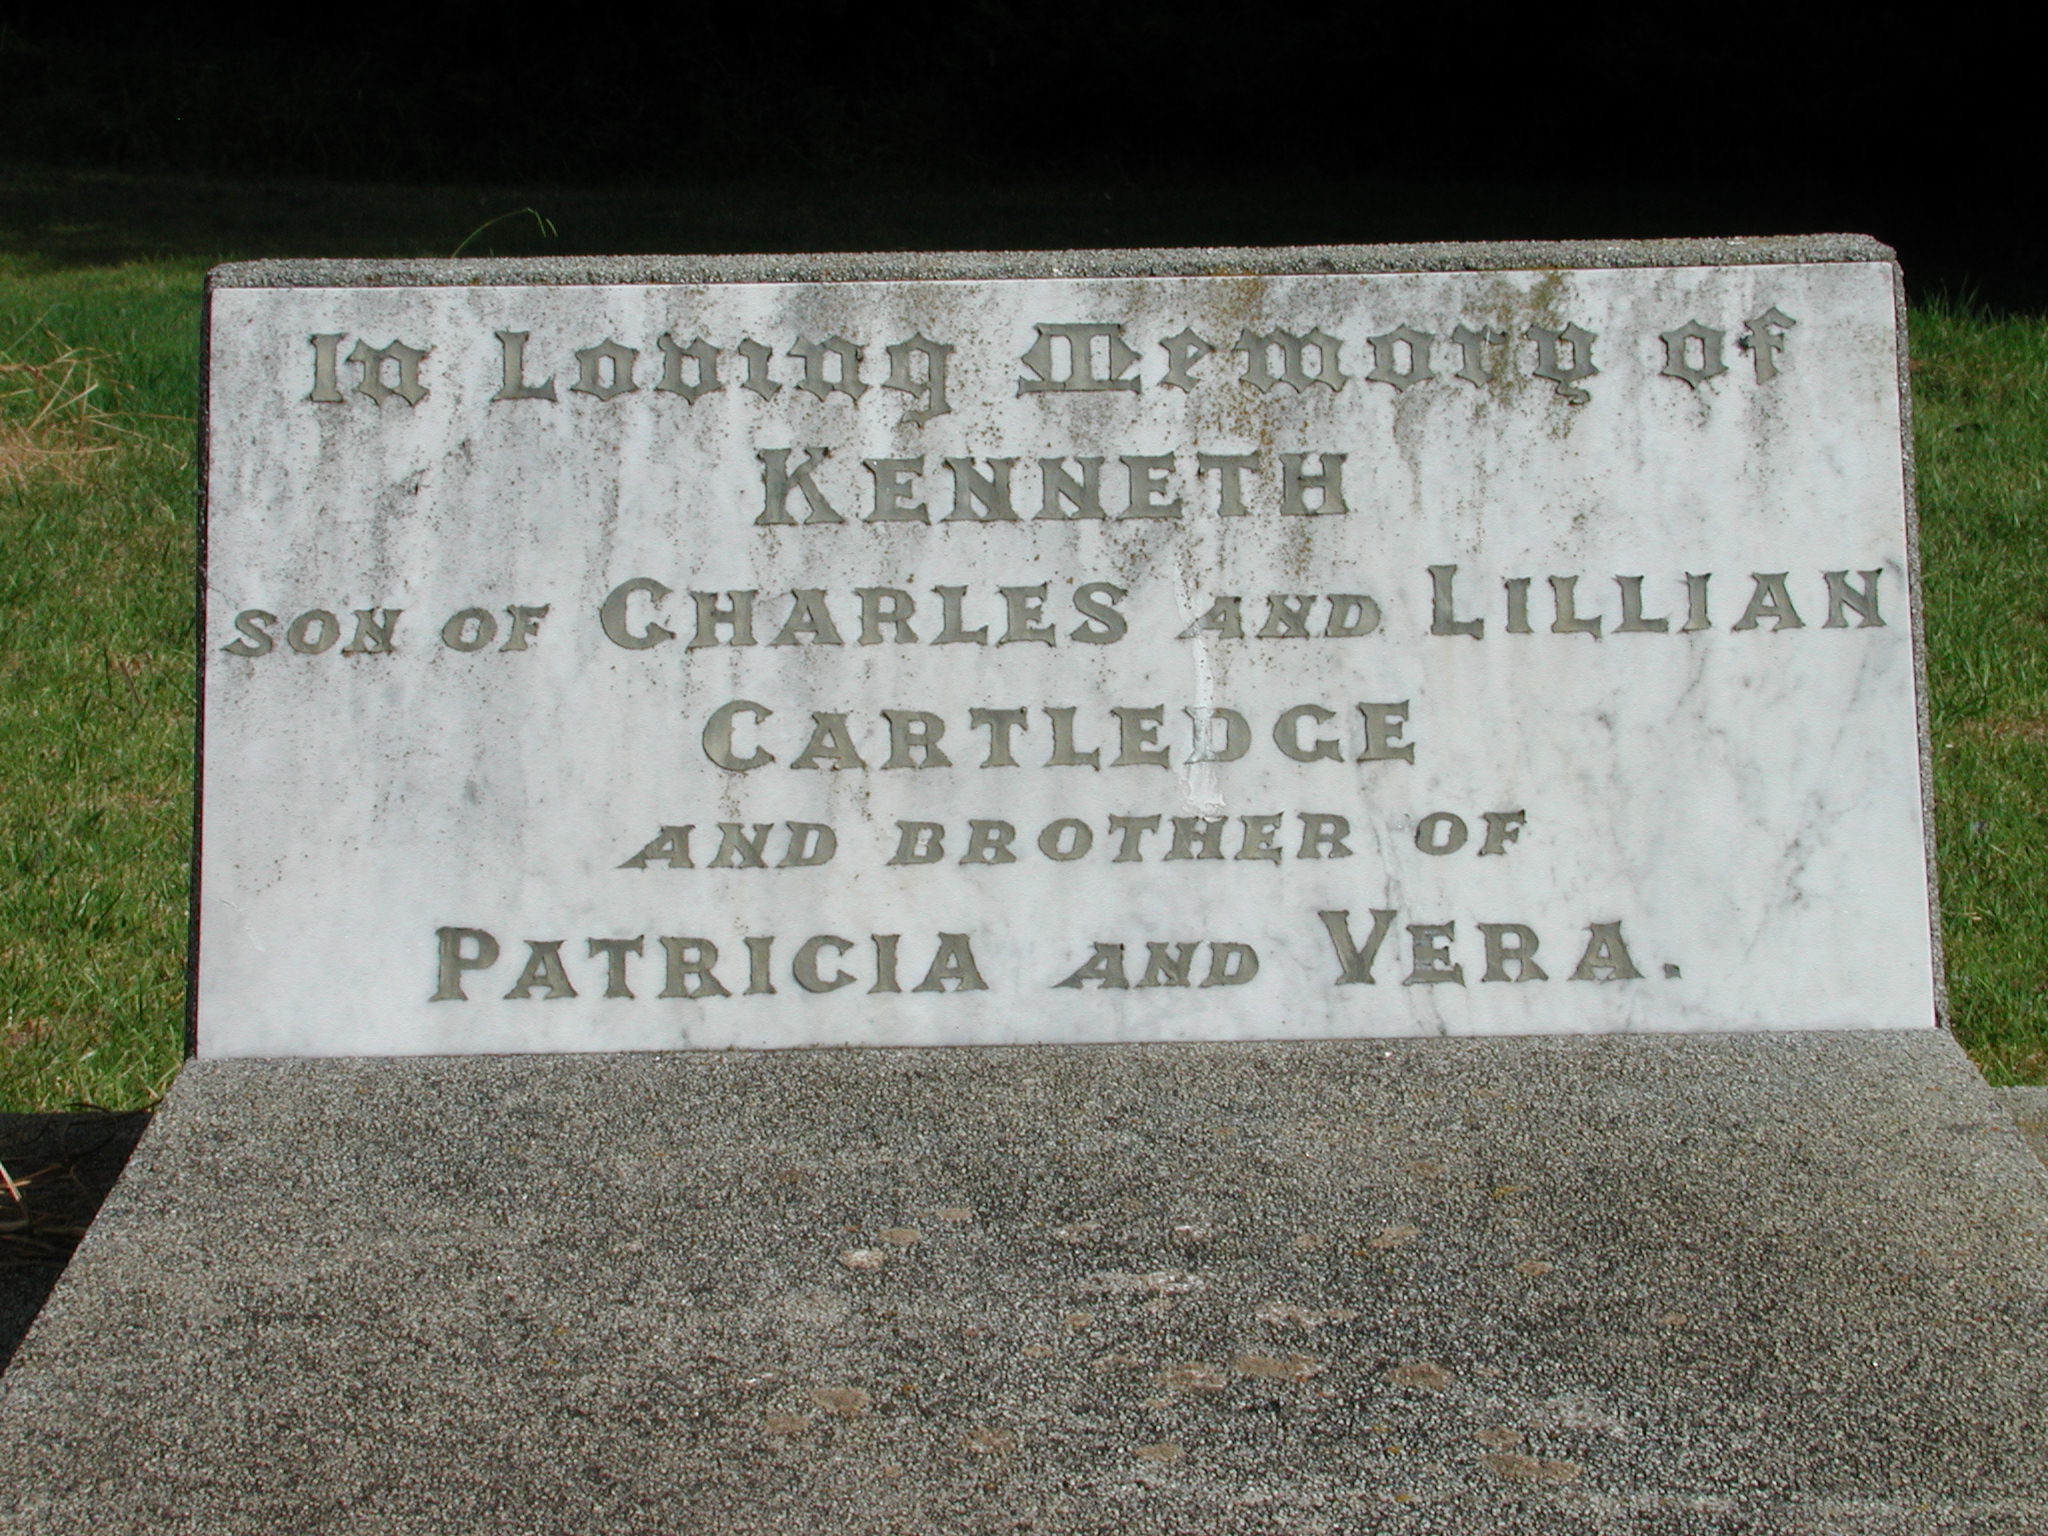 In Loving Memory of
KENNETH
SON OF CHARLES AND LILLIAN
CARTLEDGE
AND BROTHER OF
PATRICIA AND VERA.